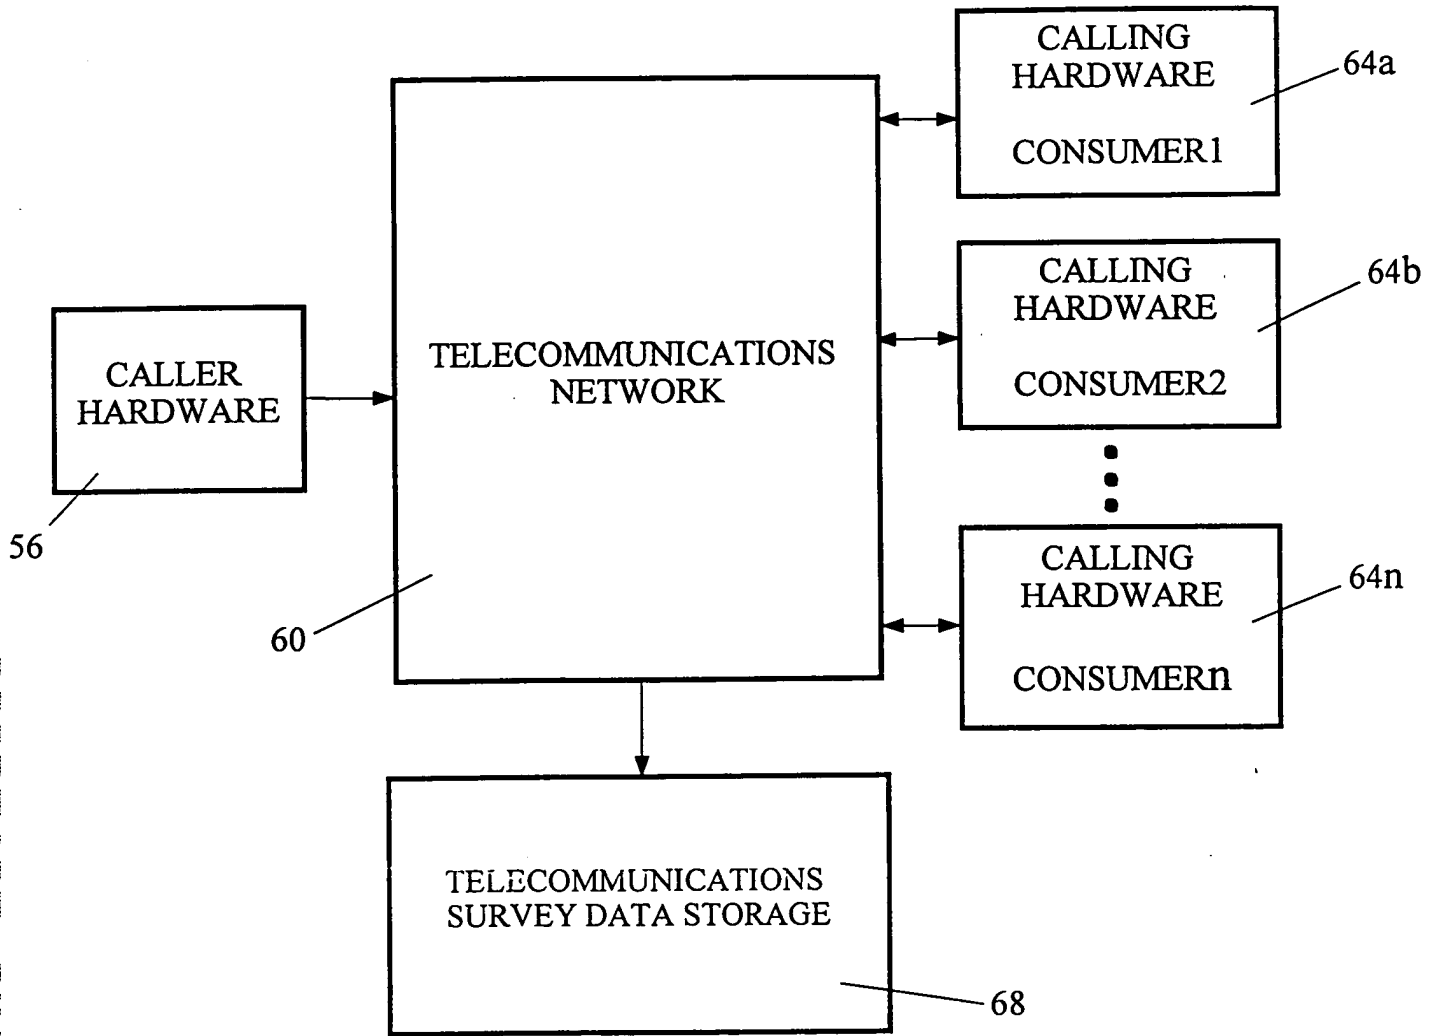 CALLING
HARDWARE
CONSUMER1
64a
CALLING
HARDWARE
CONSUMER2
64b
CALLER
HARDWARE
56
TELECOMMUNICATIONS
NETWORK
60
CALLING
HARDWARE
CONSUMERn
64n
TELECOMMUNICATIONS
SURVEY DATA STORAGE
68